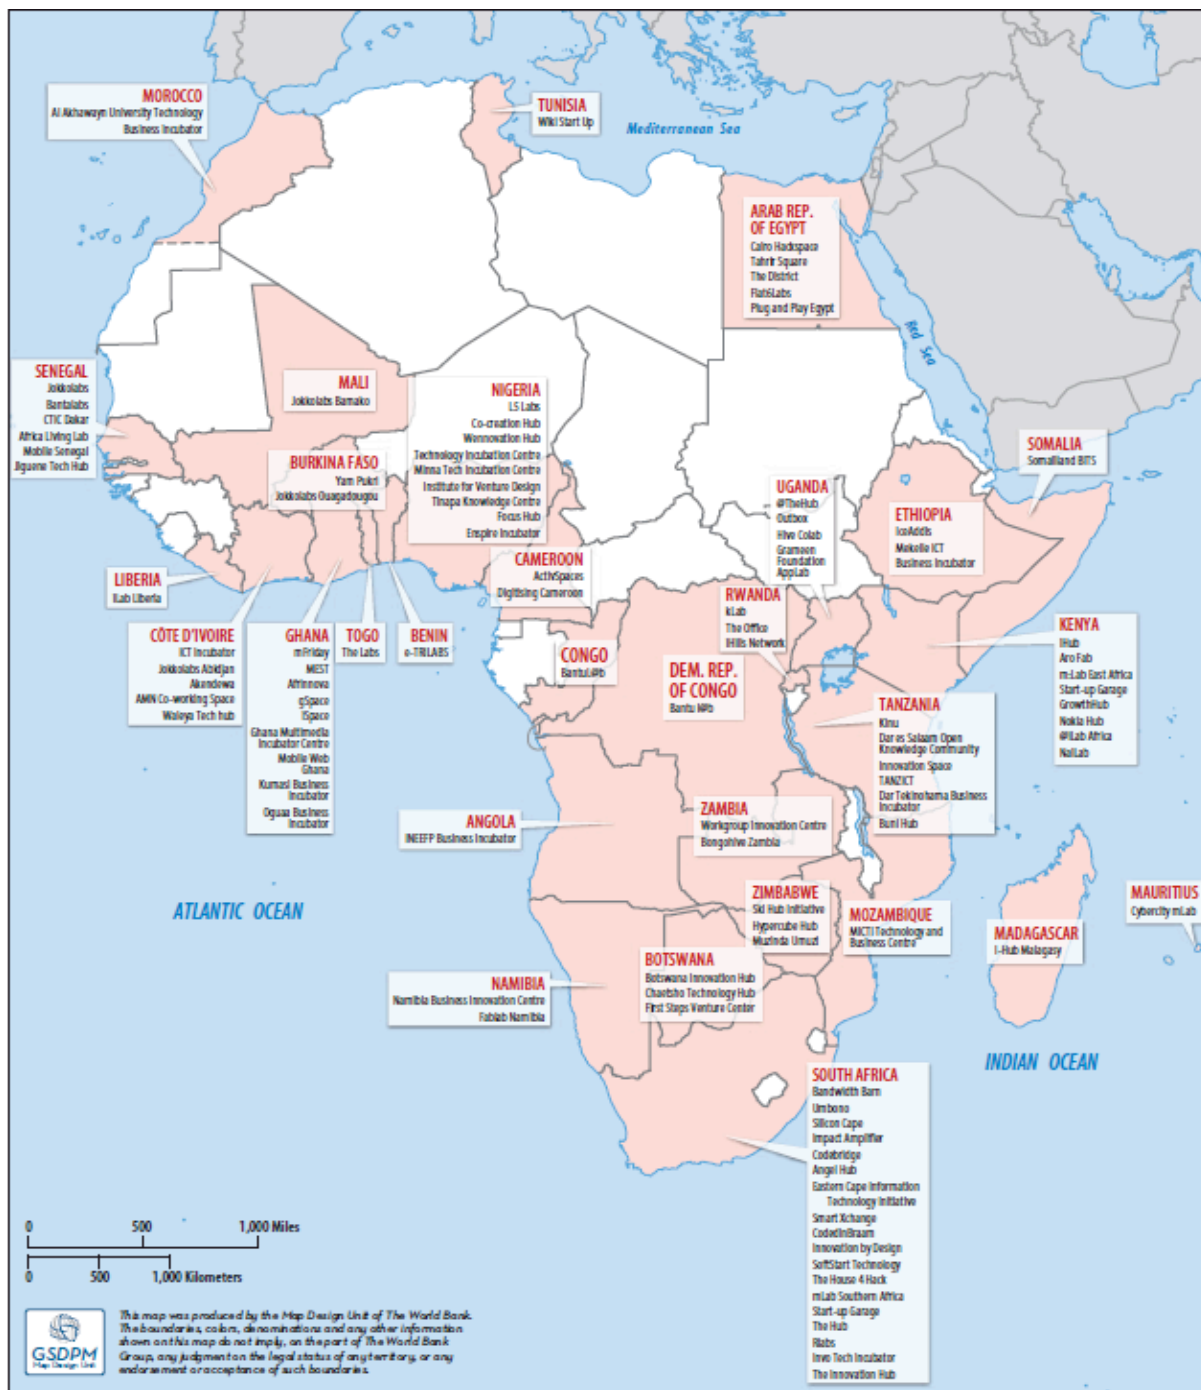 MOROCCO
Al Akhawayn University Technology
Business Incubator
TUNISIA
Wiki Start Up
Mediterranean Sea
ARAB REP.
OF EGYPT
Cairo Hackspace
Tahrir Square
The District
Flat6Labs
Plug and Play Egypt
Red Sea
SENEGAL
Jokkolabs
Bantalabs
CTIC Dakar
Africa Living Lab
Mobile Senegal
Jiguene Tech Hub
MALI
Jokkolabs Bamako
NIGERIA
LS Labs
Co-creation Hub
Wennovation Hub
Technology Incubation Centre
Minna Tech Incubation Centre
Institute for Venture Design
Tinapa Knowledge Centre
Focus Hub
Enspire Incubator
BURKINA FASO
Yam Pukri
Jokkolabs Ouagadougou
SOMALIA
Somaliland BITS
UGANDA
@TheHub
Outbox
Hive Colab
Grameen
Foundation
AppLab
ETHIOPIA
IceAddis
Mekelle ICT
Business Incubator
LIBERIA
iLab Liberia
CAMEROON
ActivSpaces
Digitising Cameroon
RWANDA
kLab
The Office
iHills Network
CÔTE D'IVOIRE
ICT Incubator
Jokkolabs Abidjan
Akendewa
AMN Co-working Space
Waleya Tech hub
GHANA
mFriday
MEST
Afrinnova
gSpace
iSpace
Ghana Multimedia
Incubator Centre
Mobile Web
Ghana
Kumasi Business
Incubator
Oguaa Business
Incubator
TOGO
The Labs
BENIN
e-TRILABS
CONGO
BantuL@b
DEM. REP.
OF CONGO
Bantu l@b
KENYA
iHub
Aro Fab
m:Lab East Africa
Start-up Garage
GrowthHub
Nokia Hub
@iLab Africa
NaiLab
TANZANIA
Kinu
Dar es Salaam Open
Knowledge Community
Innovation Space
TANZICT
Dar Teknohama Business
Incubator
Buni Hub
ANGOLA
INEEFP Business Incubator
ZAMBIA
Workgroup Innovation Centre
Bongohive Zambia
ATLANTIC OCEAN
ZIMBABWE
Ski Hub Initiative
Hypercube Hub
Muzinda Umuzi
MOZAMBIQUE
MICTI Technology and
Business Centre
MADAGASCAR
I-Hub Malagasy
MAURITIUS
Cybercity mLab
NAMIBIA
Namibia Business Innovation Centre
Fablab Namibia
BOTSWANA
Botswana Innovation Hub
Chaetsho Technology Hub
First Steps Venture Center
INDIAN OCEAN
SOUTH AFRICA
Bandwidth Barn
Umbono
Silicon Cape
Impact Amplifier
Codebridge
Angel Hub
Eastern Cape Information
Technology Initiative
Smart Xchange
CodedInBraam
Innovation by Design
SoftStart Technology
The House 4 Hack
mLab Southern Africa
Start-up Garage
The Hub
Rlabs
Invo Tech Incubator
The Innovation Hub
0 500 1,000 Miles
0 500 1,000 Kilometers
GSDPM
Map Design Unit
This map was produced by the Map Design Unit of The World Bank.
The boundaries, colors, denominations and any other information
shown on this map do not imply, on the part of The World Bank
Group, any judgment on the legal status of any territory, or any
endorsement or acceptance of such boundaries.